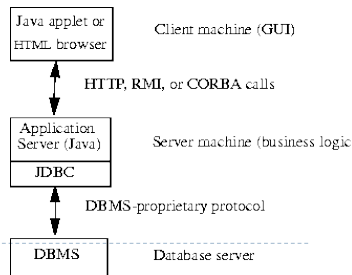 Java applet or
HTML browser
Client machine (GUI)
HTTP, RMI, or CORBA calls
Application
Server (Java)
Server machine (business logic
JDBC
DBMS-proprietary protocol
DBMS
Database server